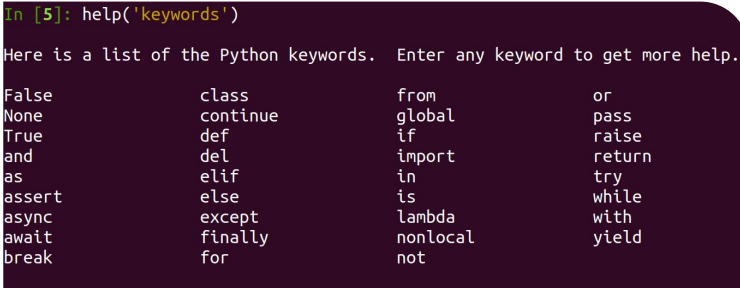 In [5]: help('keywords')
Here is a list of the Python keywords.  Enter any keyword to get more help.
False               class               from                or
None                continue            global              pass
True                def                 if                  raise
and                 del                 import              return
as                  elif                in                  try
assert              else                is                  while
async               except              lambda              with
await               finally             nonlocal            yield
break               for                 not